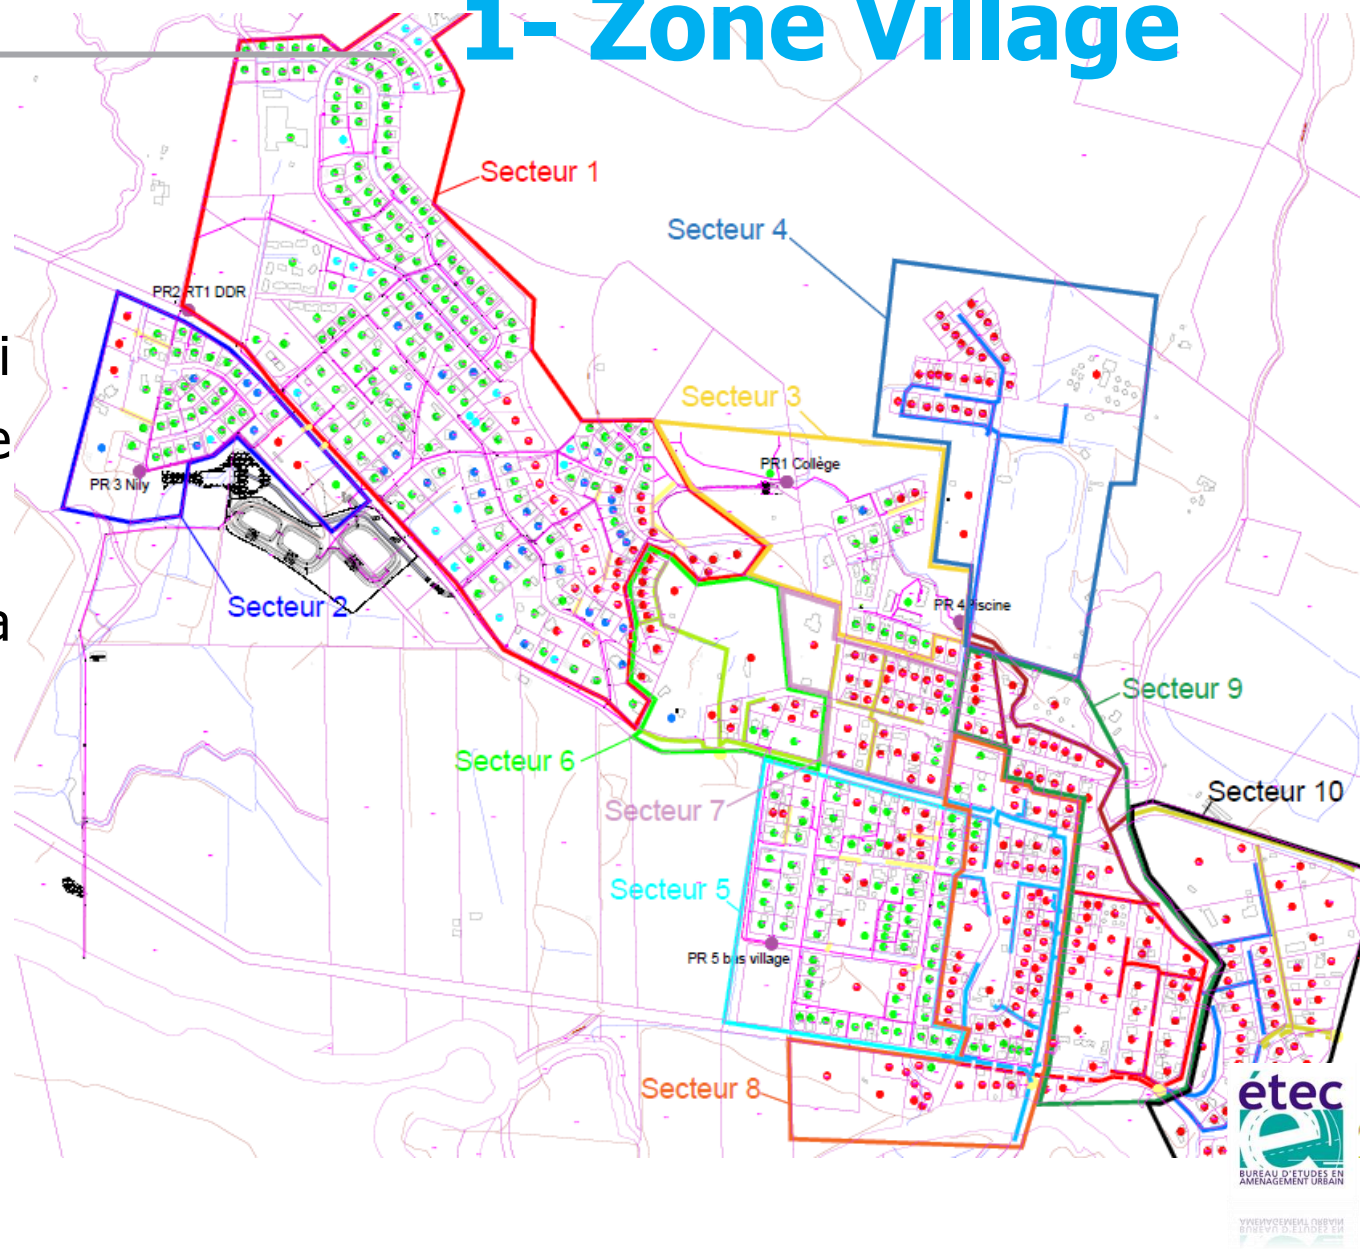 1- Zone Village
Secteur 1
Secteur 4
PR2 RT1 DDR
i
Secteur 3
e
PR1 Collège
PR 3 Nily
Secteur 2
PR 4 Piscine
a
Secteur 9
Secteur 6
Secteur 10
Secteur 7
Secteur 5
PR 5 bas village
Secteur 8
étec
BUREAU D'ETUDES EN
AMENAGEMENT URBAIN